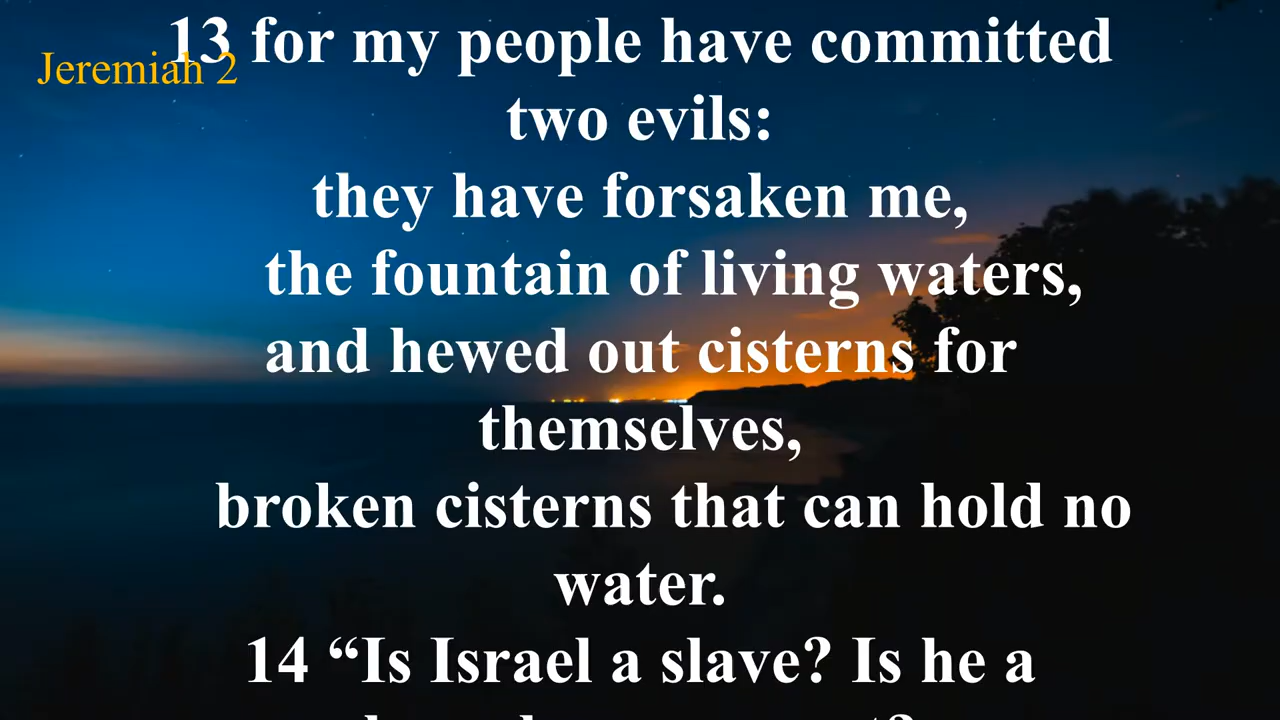 Jeremiah 2
13 for my people have committed
two evils:
they have forsaken me,
the fountain of living waters,
and hewed out cisterns for
themselves,
broken cisterns that can hold no
water.
14 “Is Israel a slave? Is he a